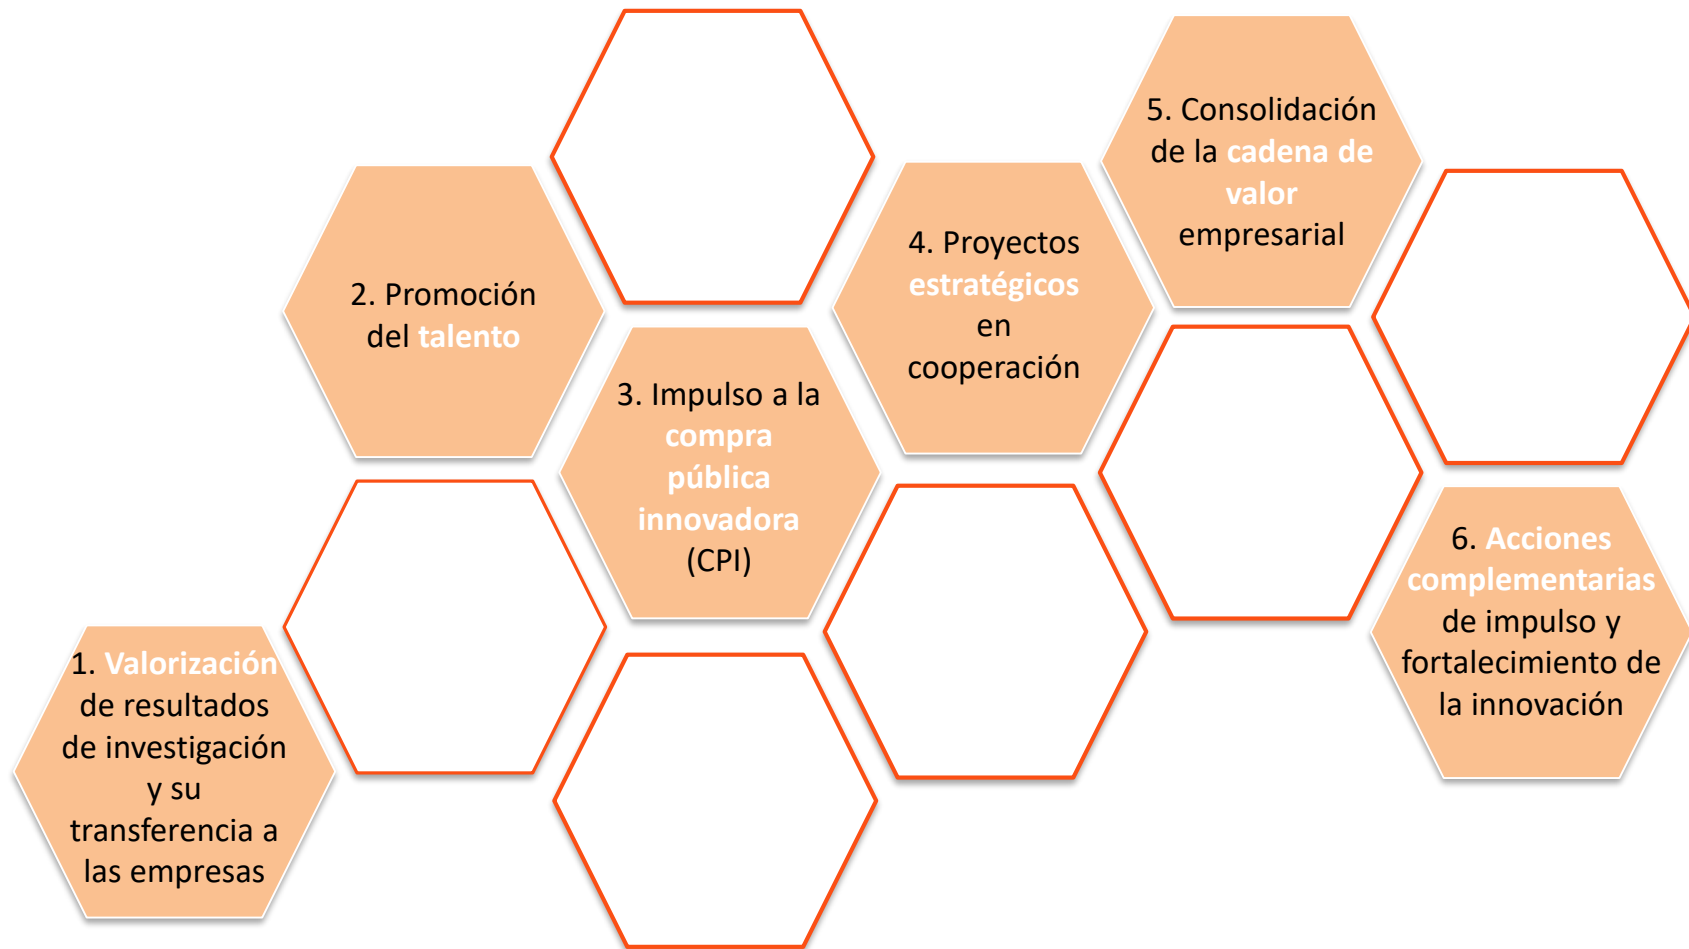 1. Valorización
de resultados
de investigación
y su
transferencia a
las empresas
2. Promoción
del talento
3. Impulso a la
compra
pública
innovadora
(CPI)
4. Proyectos
estratégicos
en
cooperación
5. Consolidación
de la cadena de
valor
empresarial
6. Acciones
complementarias
de impulso y
fortalecimiento de
la innovación